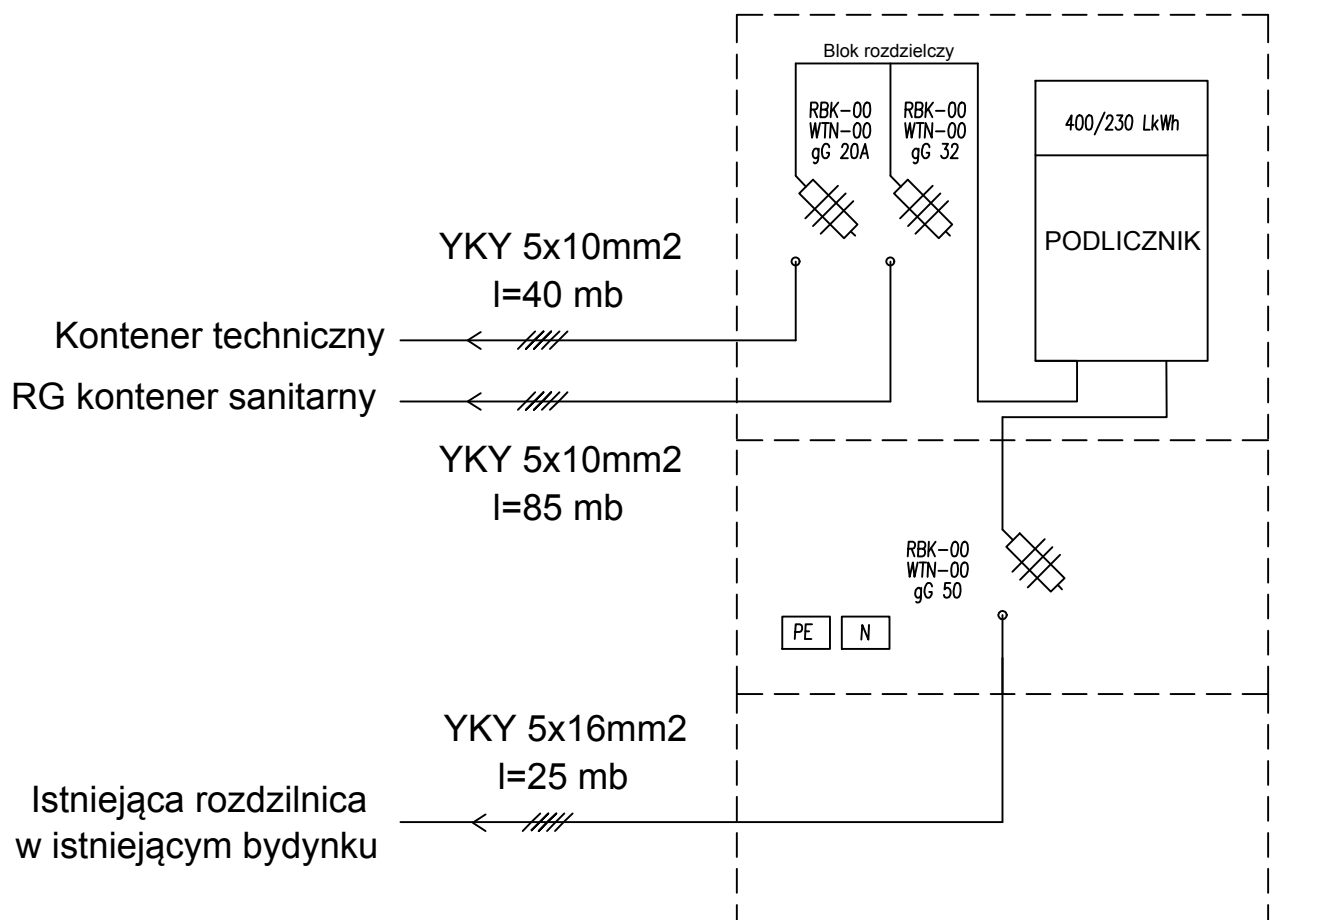 Blok rozdzielczy
RBK-00
WTN-00
gG 20A
RBK-00
WTN-00
gG 32
400/230 LkWh
PODLICZNIK
YKY 5x10mm2
l=40 mb
Kontener techniczny
RG kontener sanitarny
YKY 5x10mm2
l=85 mb
RBK-00
WTN-00
gG 50
PE
N
YKY 5x16mm2
l=25 mb
Istniejąca rozdzilnica
w istniejącym bydynku